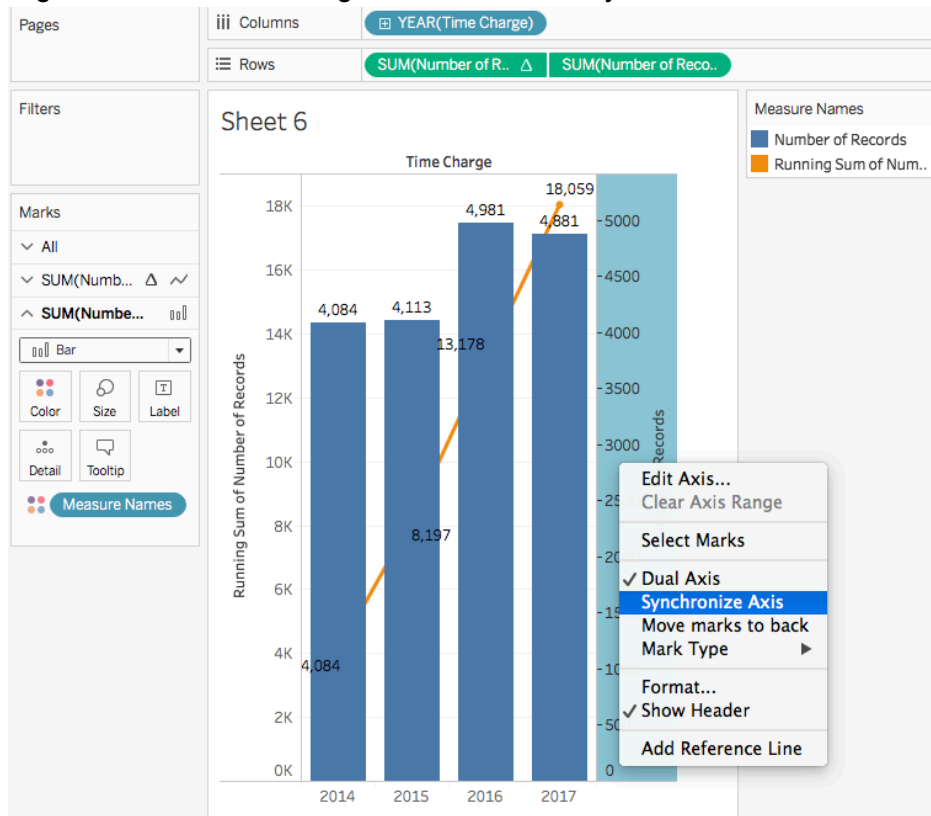 Pages
iii Columns
YEAR(Time Charge)
Rows
SUM(Number of R.. Δ
SUM(Number of Reco..
Filters
Sheet 6
Measure Names
Number of Records
Running Sum of Num..
Marks
All
SUM(Numb... Δ
SUM(Numbe...
Bar
Color
Size
Label
Detail
Tooltip
Measure Names
Time Charge
18K
16K
14K
12K
10K
8K
6K
4K
2K
0K
Running Sum of Number of Records
18,059
4,981
4,881
4,084
4,113
13,178
8,197
4,084
5000
4500
4000
3500
3000
0
Records
2014
2015
2016
2017
Edit Axis...
Clear Axis Range
Select Marks
✓ Dual Axis
Synchronize Axis
Move marks to back
Mark Type
Format...
✓ Show Header
Add Reference Line